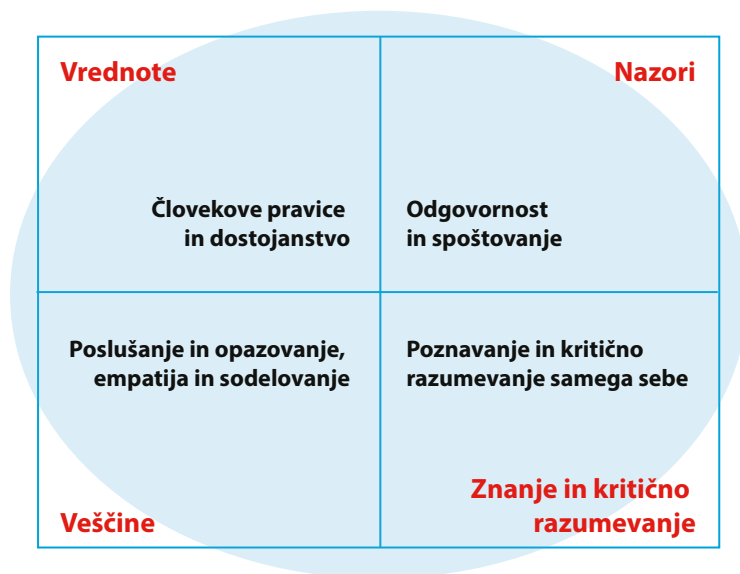 Vrednote
Nazori
Človekove pravice
in dostojanstvo
Odgovornost
in spoštovanje
Poslušanje in opazovanje,
empatija in sodelovanje
Poznavanje in kritično
razumevanje samega sebe
Veščine
Znanje in kritično
razumevanje